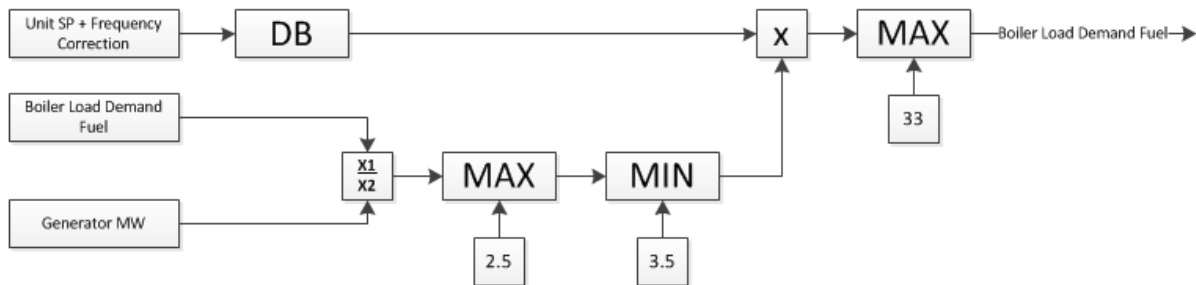 Unit SP + Frequency
Correction
DB
x
MAX
Boiler Load Demand Fuel
Boiler Load Demand
Fuel
33
X1
X2
MAX
MIN
Generator MW
2.5
3.5